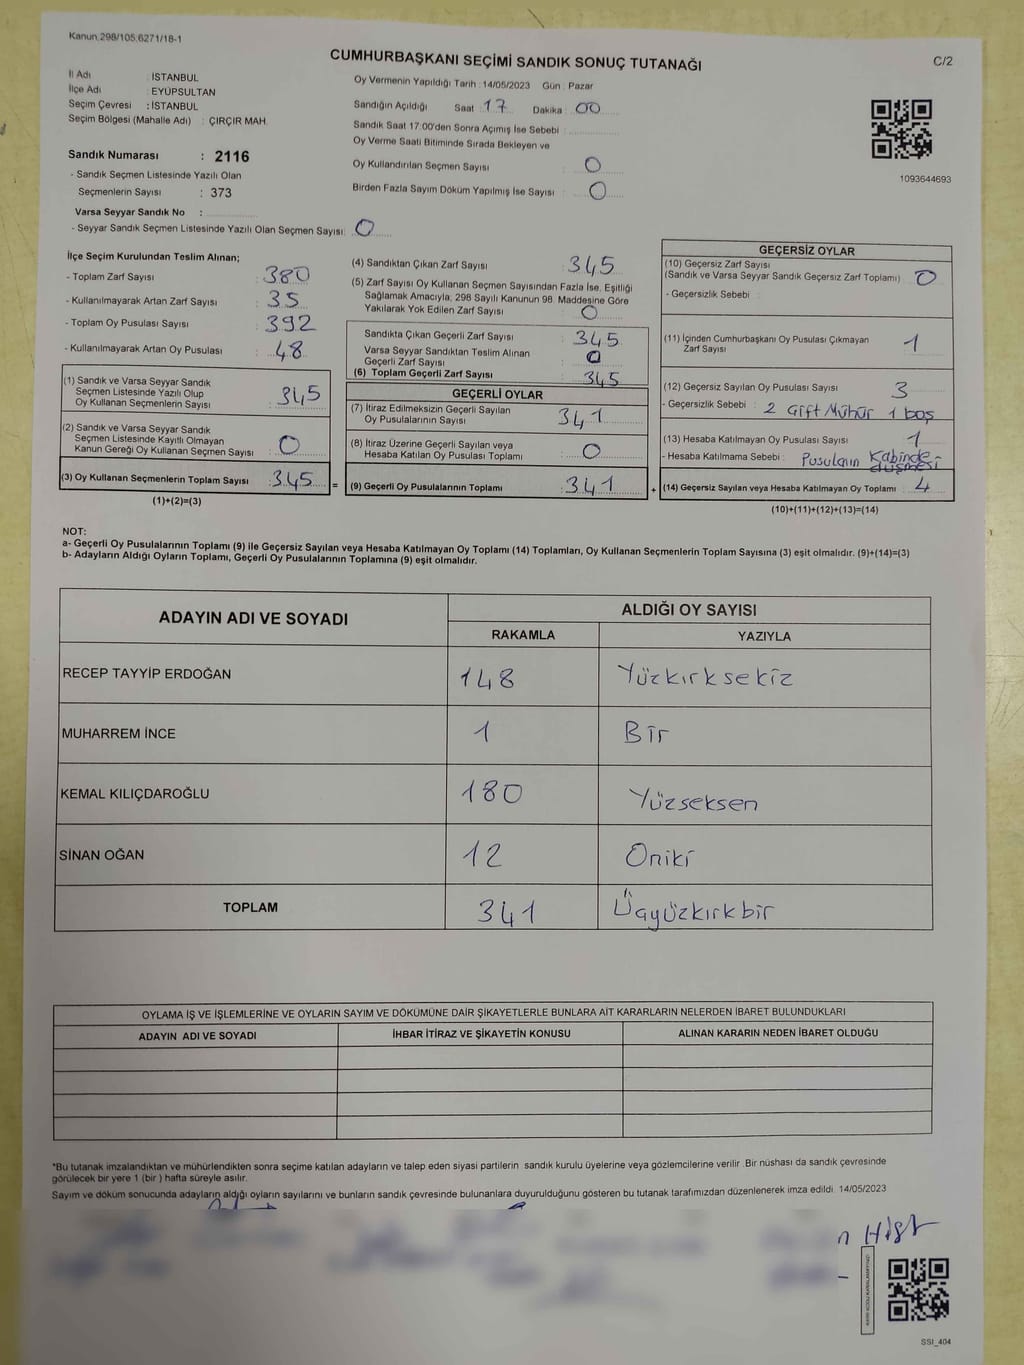 Kanun.298/105,6271/18-1
CUMHURBAŞKANI SEÇİMİ SANDIK SONUÇ TUTANAĞI
C/2
İl Adı : İSTANBUL
İlçe Adı : EYÜPSULTAN
Seçim Çevresi : İSTANBUL
Seçim Bölgesi (Mahalle Adı) : ÇIRÇIR MAH.
Sandık Numarası : 2116
- Sandık Seçmen Listesinde Yazılı Olan
Seçmenlerin Sayısı : 373
Varsa Seyyar Sandık No :
- Seyyar Sandık Seçmen Listesinde Yazılı Olan Seçmen Sayısı: 0
Oy Vermenin Yapıldığı Tarih : 14/05/2023 Gün : Pazar
Sandığın Açıldığı Saat : 17 Dakika : 00
Sandık Saat 17:00'den Sonra Açımış İse Sebebi :
Oy Verme Saati Bitiminde Sırada Bekleyen ve
Oy Kullandırılan Seçmen Sayısı : 0
Birden Fazla Sayım Döküm Yapılmış İse Sayısı : 0
1093644693
İlçe Seçim Kurulundan Teslim Alınan;
- Toplam Zarf Sayısı : 380
- Kullanılmayarak Artan Zarf Sayısı : 35
- Toplam Oy Pusulası Sayısı : 392
- Kullanılmayarak Artan Oy Pusulası : 48
(1) Sandık ve Varsa Seyyar Sandık
Seçmen Listesinde Yazılı Olup
Oy Kullanan Seçmenlerin Sayısı : 345
(2) Sandık ve Varsa Seyyar Sandık
Seçmen Listesinde Kayıtlı Olmayan
Kanun Gereği Oy Kullanan Seçmen Sayısı : 0
(3) Oy Kullanan Seçmenlerin Toplam Sayısı : 345 =
(1)+(2)=(3)
(4) Sandıktan Çıkan Zarf Sayısı : 345
(5) Zarf Sayısı Oy Kullanan Seçmen Sayısından Fazla İse, Eşitliği
Sağlamak Amacıyla, 298 Sayılı Kanunun 98. Maddesine Göre
Yakılarak Yok Edilen Zarf Sayısı : 0
Sandıkta Çıkan Geçerli Zarf Sayısı : 345
Varsa Seyyar Sandıktan Teslim Alınan
Geçerli Zarf Sayısı : 0
(6) Toplam Geçerli Zarf Sayısı : 345
GEÇERLİ OYLAR
(7) İtiraz Edilmeksizin Geçerli Sayılan
Oy Pusulalarının Sayısı : 341
(8) İtiraz Üzerine Geçerli Sayılan veya
Hesaba Katılan Oy Pusulası Toplamı : 0
(9) Geçerli Oy Pusulalarının Toplamı : 341 +
GEÇERSİZ OYLAR
(10) Geçersiz Zarf Sayısı
(Sandık ve Varsa Seyyar Sandık Geçersiz Zarf Toplamı) : 0
- Geçersizlik Sebebi :
(11) İçinden Cumhurbaşkanı Oy Pusulası Çıkmayan
Zarf Sayısı : 1
(12) Geçersiz Sayılan Oy Pusulası Sayısı : 3
- Geçersizlik Sebebi : 2 Çift Mühür 1 boş
(13) Hesaba Katılmayan Oy Pusulası Sayısı : 1
- Hesaba Katılmama Sebebi : Pusulanın Kabinde
düşmesi
(14) Geçersiz Sayılan veya Hesaba Katılmayan Oy Toplamı : 4
(10)+(11)+(12)+(13)=(14)
NOT:
a- Geçerli Oy Pusulalarının Toplamı (9) ile Geçersiz Sayılan veya Hesaba Katılmayan Oy Toplamı (14) Toplamları, Oy Kullanan Seçmenlerin Toplam Sayısına (3) eşit olmalıdır. (9)+(14)=(3)
b- Adayların Aldığı Oyların Toplamı, Geçerli Oy Pusulalarının Toplamına (9) eşit olmalıdır.
ADAYIN ADI VE SOYADI ALDIĞI OY SAYISI
RAKAMLA YAZIYLA
RECEP TAYYİP ERDOĞAN 148 Yüzkırksekiz
MUHARREM İNCE 1 Bir
KEMAL KILIÇDAROĞLU 180 Yüzseksen
SİNAN OĞAN 12 Oniki
TOPLAM 341 Üçyüzkırkbir
OYLAMA İŞ VE İŞLEMLERİNE VE OYLARIN SAYIM VE DÖKÜMÜNE DAİR ŞİKAYETLERLE BUNLARA AİT KARARLARIN NELERDEN İBARET BULUNDUKLARI
ADAYIN ADI VE SOYADI İHBAR İTİRAZ VE ŞİKAYETİN KONUSU ALINAN KARARIN NEDEN İBARET OLDUĞU
*Bu tutanak imzalandıktan ve mühürlendikten sonra seçime katılan adayların ve talep eden siyasi partilerin sandık kurulu üyelerine veya gözlemcilerine verilir. Bir nüshası da sandık çevresinde
görülecek bir yere 1 (bir) hafta süreyle asılır.
Sayım ve döküm sonucunda adayların aldığı oyların sayılarını ve bunların sandık çevresinde bulunanlara duyurulduğunu gösteren bu tutanak tarafımızdan düzenlenerek imza edildi. 14/05/2023
SSI_404